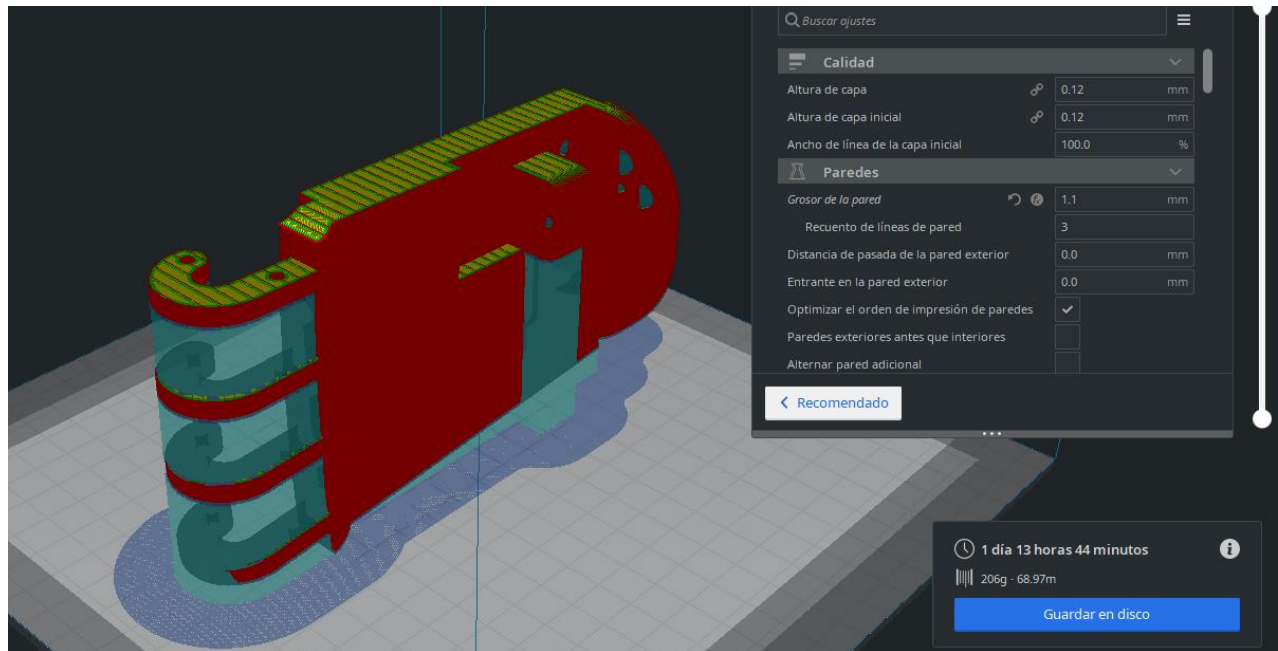 Buscar ajustes
Calidad
Altura de capa 0.12 mm
Altura de capa inicial 0.12 mm
Ancho de línea de la capa inicial 100.0 %
Paredes
Grosor de la pared 1.1 mm
Recuento de líneas de pared 3
Distancia de pasada de la pared exterior 0.0 mm
Entrante en la pared exterior 0.0 mm
Optimizar el orden de impresión de paredes
Paredes exteriores antes que interiores
Alternar pared adicional
Recomendado
1 día 13 horas 44 minutos
206g · 68.97m
Guardar en disco